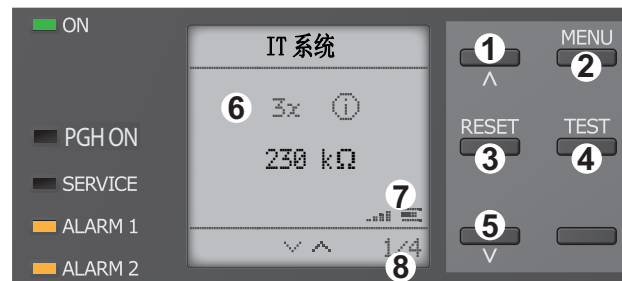 ON
PGH ON
SERVICE
ALARM 1
ALARM 2
IT 系统
6 3x i
230 kΩ
7
1/4
8
1 MENU
2
RESET TEST
3 4
5